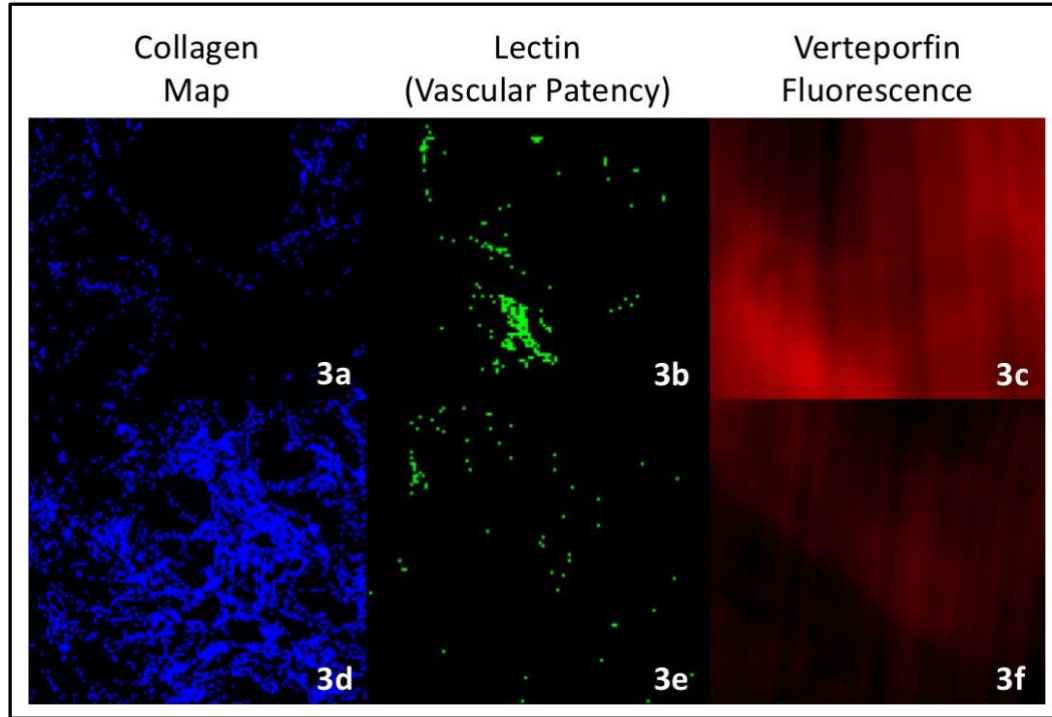 Collagen
Map
Lectin
(Vascular Patency)
Verteporfin
Fluorescence
3a
3b
3c
3d
3e
3f